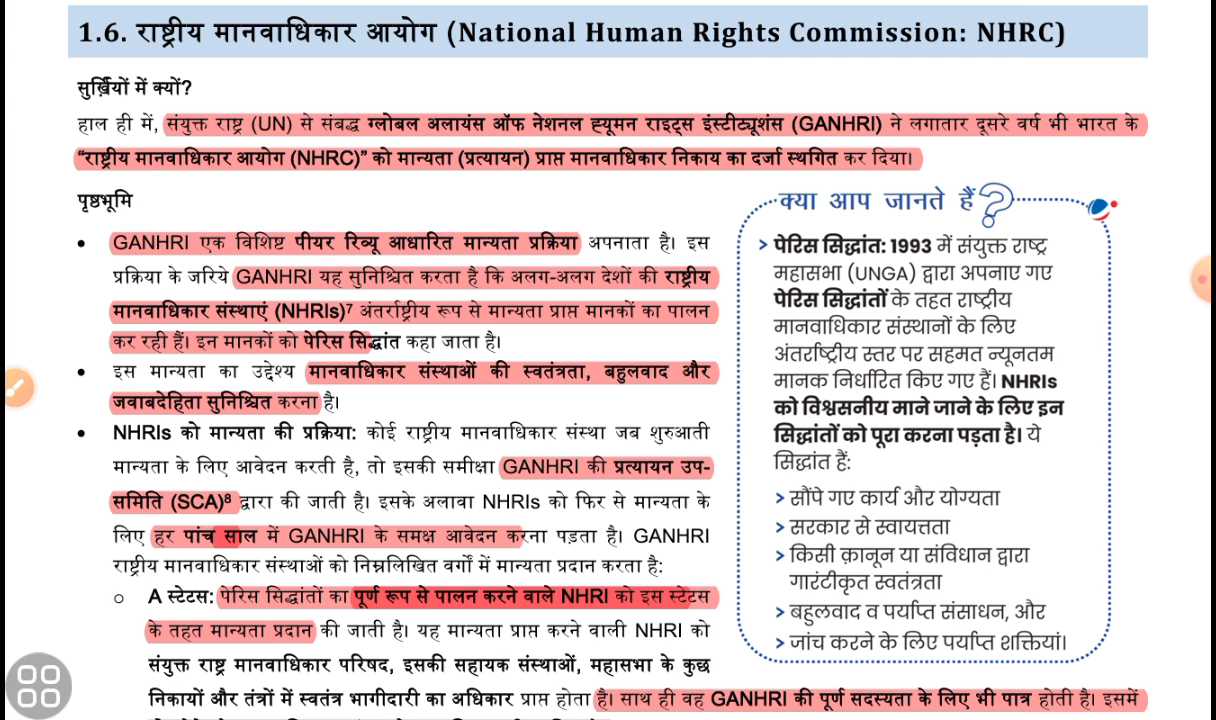 1.6. राष्ट्रीय मानवाधिकार आयोग (National Human Rights Commission: NHRC)
सुर्ख़ियों में क्यों?
हाल ही में, संयुक्त राष्ट्र (UN) से संबद्ध ग्लोबल अलायंस ऑफ नेशनल ह्यूमन राइट्स इंस्टीट्यूशंस (GANHRI) ने लगातार दूसरे वर्ष भी भारत के
“राष्ट्रीय मानवाधिकार आयोग (NHRC)” को मान्यता (प्रत्यायन) प्राप्त मानवाधिकार निकाय का दर्जा स्थगित कर दिया।
पृष्ठभूमि
• GANHRI एक विशिष्ट पीयर रिव्यू आधारित मान्यता प्रक्रिया अपनाता है। इस
प्रक्रिया के जरिये GANHRI यह सुनिश्चित करता है कि अलग-अलग देशों की राष्ट्रीय
मानवाधिकार संस्थाएं (NHRIs)⁷ अंतर्राष्ट्रीय रूप से मान्यता प्राप्त मानकों का पालन
कर रही हैं। इन मानकों को पेरिस सिद्धांत कहा जाता है।
• इस मान्यता का उद्देश्य मानवाधिकार संस्थाओं की स्वतंत्रता, बहुलवाद और
जवाबदेहिता सुनिश्चित करना है।
• NHRIs को मान्यता की प्रक्रिया: कोई राष्ट्रीय मानवाधिकार संस्था जब शुरुआती
मान्यता के लिए आवेदन करती है, तो इसकी समीक्षा GANHRI की प्रत्यायन उप-
समिति (SCA)⁸ द्वारा की जाती है। इसके अलावा NHRIs को फिर से मान्यता के
लिए हर पांच साल में GANHRI के समक्ष आवेदन करना पड़ता है। GANHRI
राष्ट्रीय मानवाधिकार संस्थाओं को निम्नलिखित वर्गों में मान्यता प्रदान करता है:
o A स्टेटस: पेरिस सिद्धांतों का पूर्ण रूप से पालन करने वाले NHRI को इस स्टेटस
के तहत मान्यता प्रदान की जाती है। यह मान्यता प्राप्त करने वाली NHRI को
संयुक्त राष्ट्र मानवाधिकार परिषद, इसकी सहायक संस्थाओं, महासभा के कुछ
निकायों और तंत्रों में स्वतंत्र भागीदारी का अधिकार प्राप्त होता है। साथ ही वह GANHRI की पूर्ण सदस्यता के लिए भी पात्र होती है। इसमें
क्या आप जानते हैं?
> पेरिस सिद्धांत: 1993 में संयुक्त राष्ट्र
महासभा (UNGA) द्वारा अपनाए गए
पेरिस सिद्धांतों के तहत राष्ट्रीय
मानवाधिकार संस्थानों के लिए
अंतर्राष्ट्रीय स्तर पर सहमत न्यूनतम
मानक निर्धारित किए गए हैं। NHRIs
को विश्वसनीय माने जाने के लिए इन
सिद्धांतों को पूरा करना पड़ता है। ये
सिद्धांत हैं:
> सौंपे गए कार्य और योग्यता
> सरकार से स्वायत्तता
> किसी क़ानून या संविधान द्वारा
गारंटीकृत स्वतंत्रता
> बहुलवाद व पर्याप्त संसाधन, और
> जांच करने के लिए पर्याप्त शक्तियां।